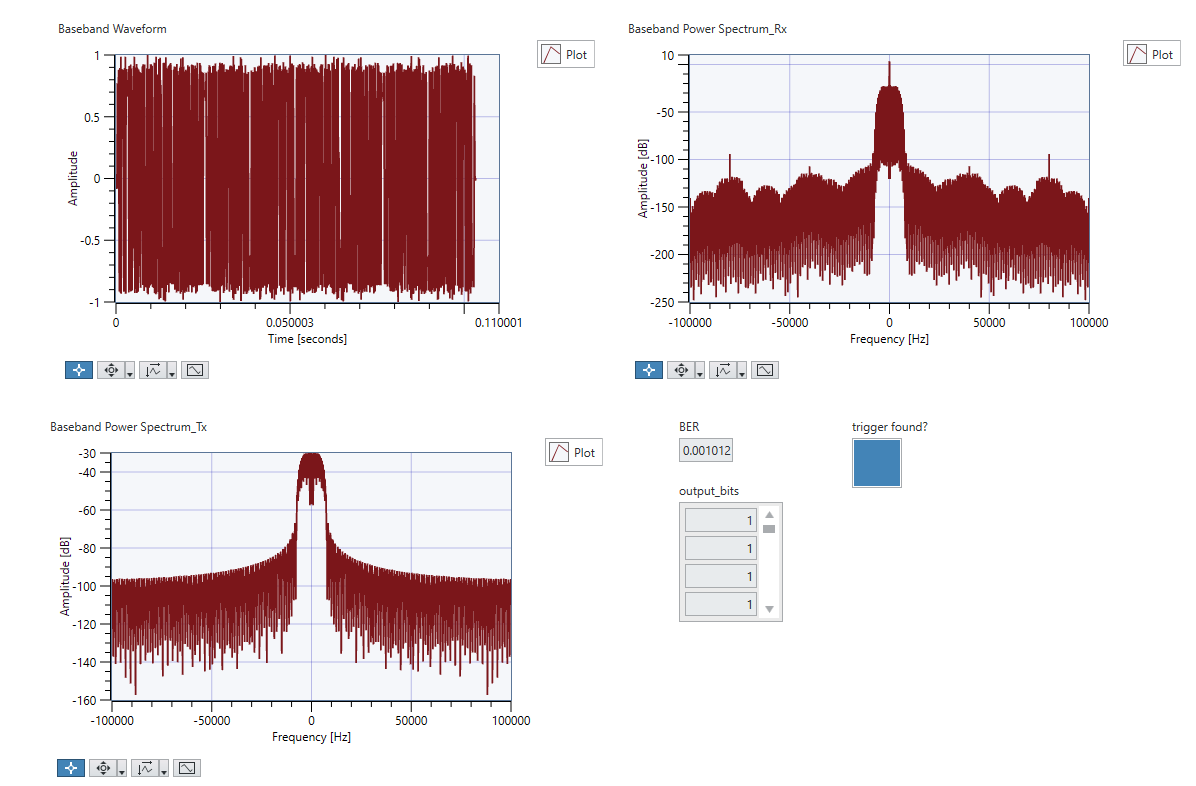 Baseband Waveform
Plot
1
0.5
0
-0.5
-1
Amplitude
0
0.050003
0.110001
Time [seconds]
Baseband Power Spectrum_Rx
Plot
10
-50
-100
-150
-200
-250
Amplitude [dB]
-100000
-50000
0
50000
100000
Frequency [Hz]
Baseband Power Spectrum_Tx
Plot
-30
-40
-60
-80
-100
-120
-140
-160
Amplitude [dB]
-100000
-50000
0
50000
100000
Frequency [Hz]
BER
0.001012
trigger found?
output_bits
1
1
1
1